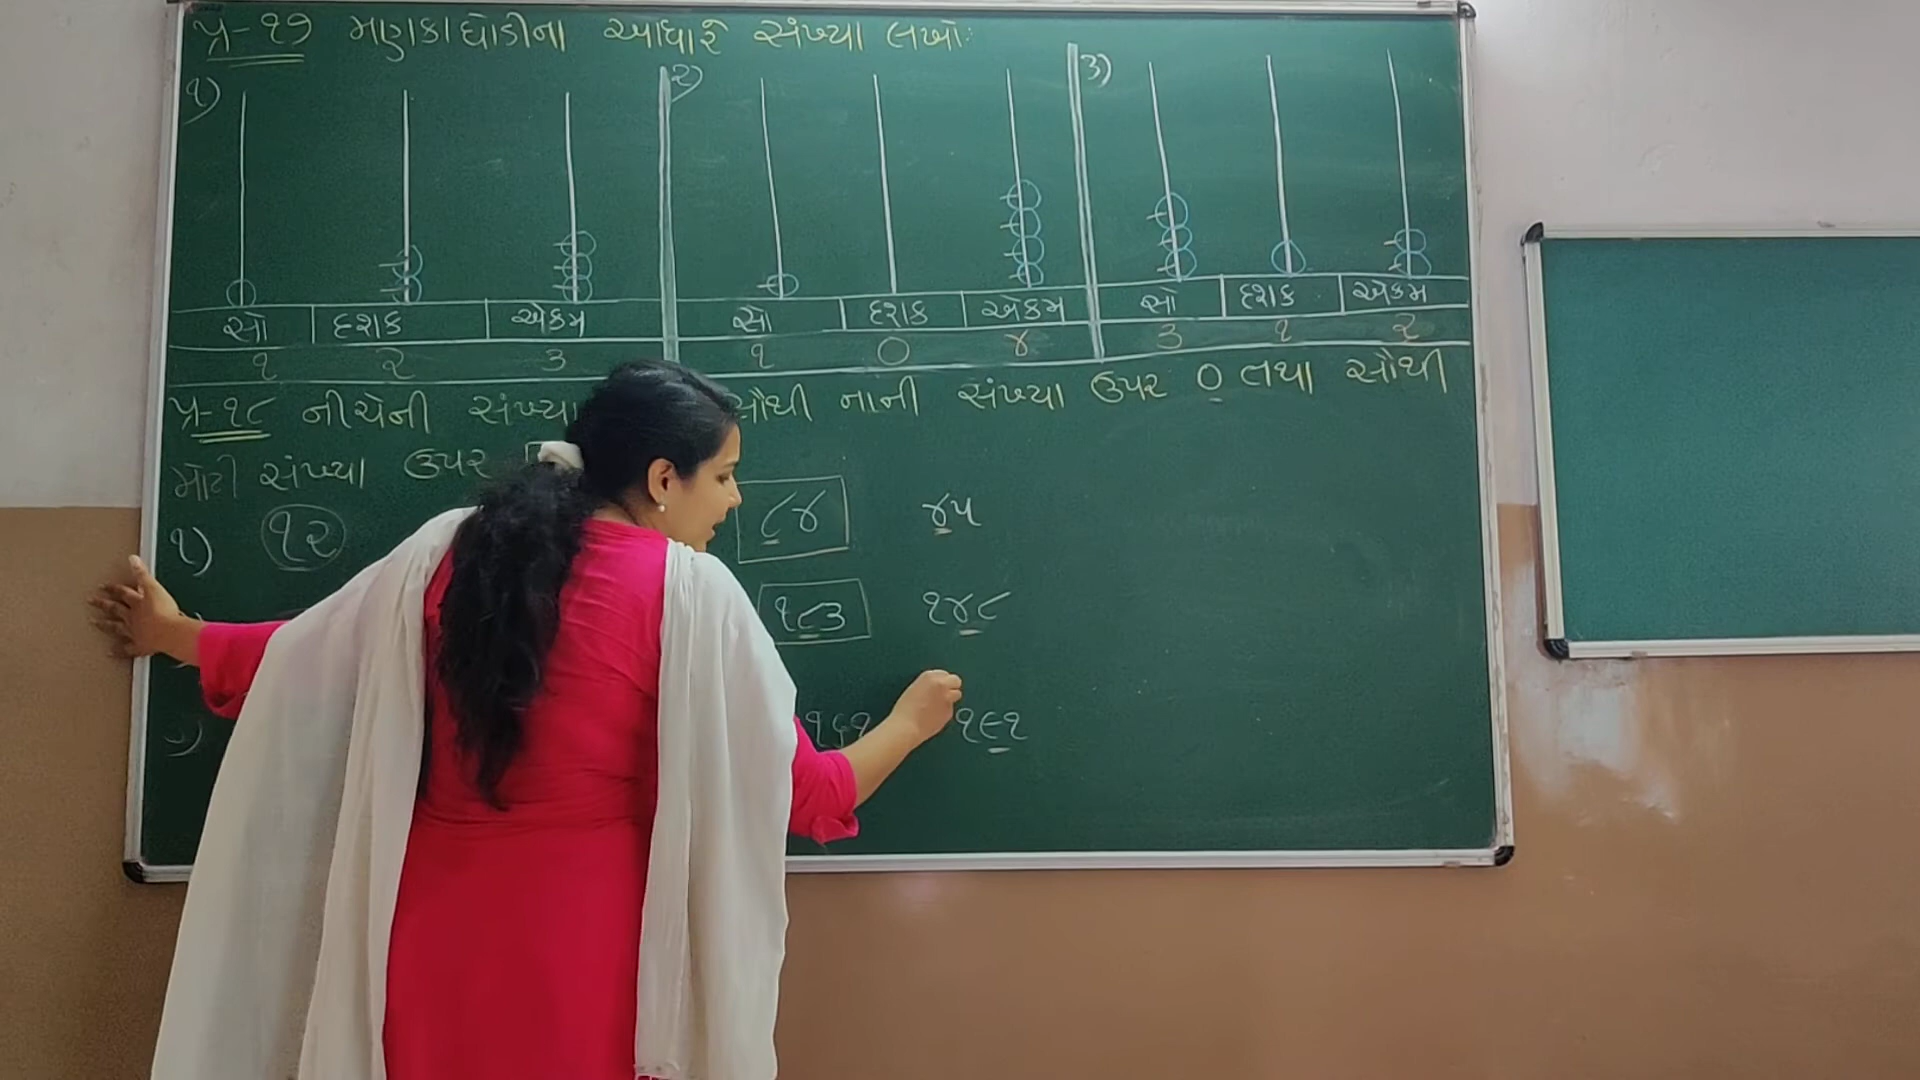 પ્ર-૧૭ મણકાઘોડીના આધારે સંખ્યા લખો:
૧) ૨) ૩)
સો દશક એકમ સો દશક એકમ સો દશક એકમ
૧ ૨ ૩ ૧ ૦ ૪ ૩ ૧ ૨
પ્ર-૧૮ નીચેની સંખ્યા સૌથી નાની સંખ્યા ઉપર ૦ તથા સૌથી
મોટી સંખ્યા ઉપર
૧) ૧૨ ૮૪ ૪૫
૧૮૩ ૧૪૮
૧૬૧ ૧૯૧